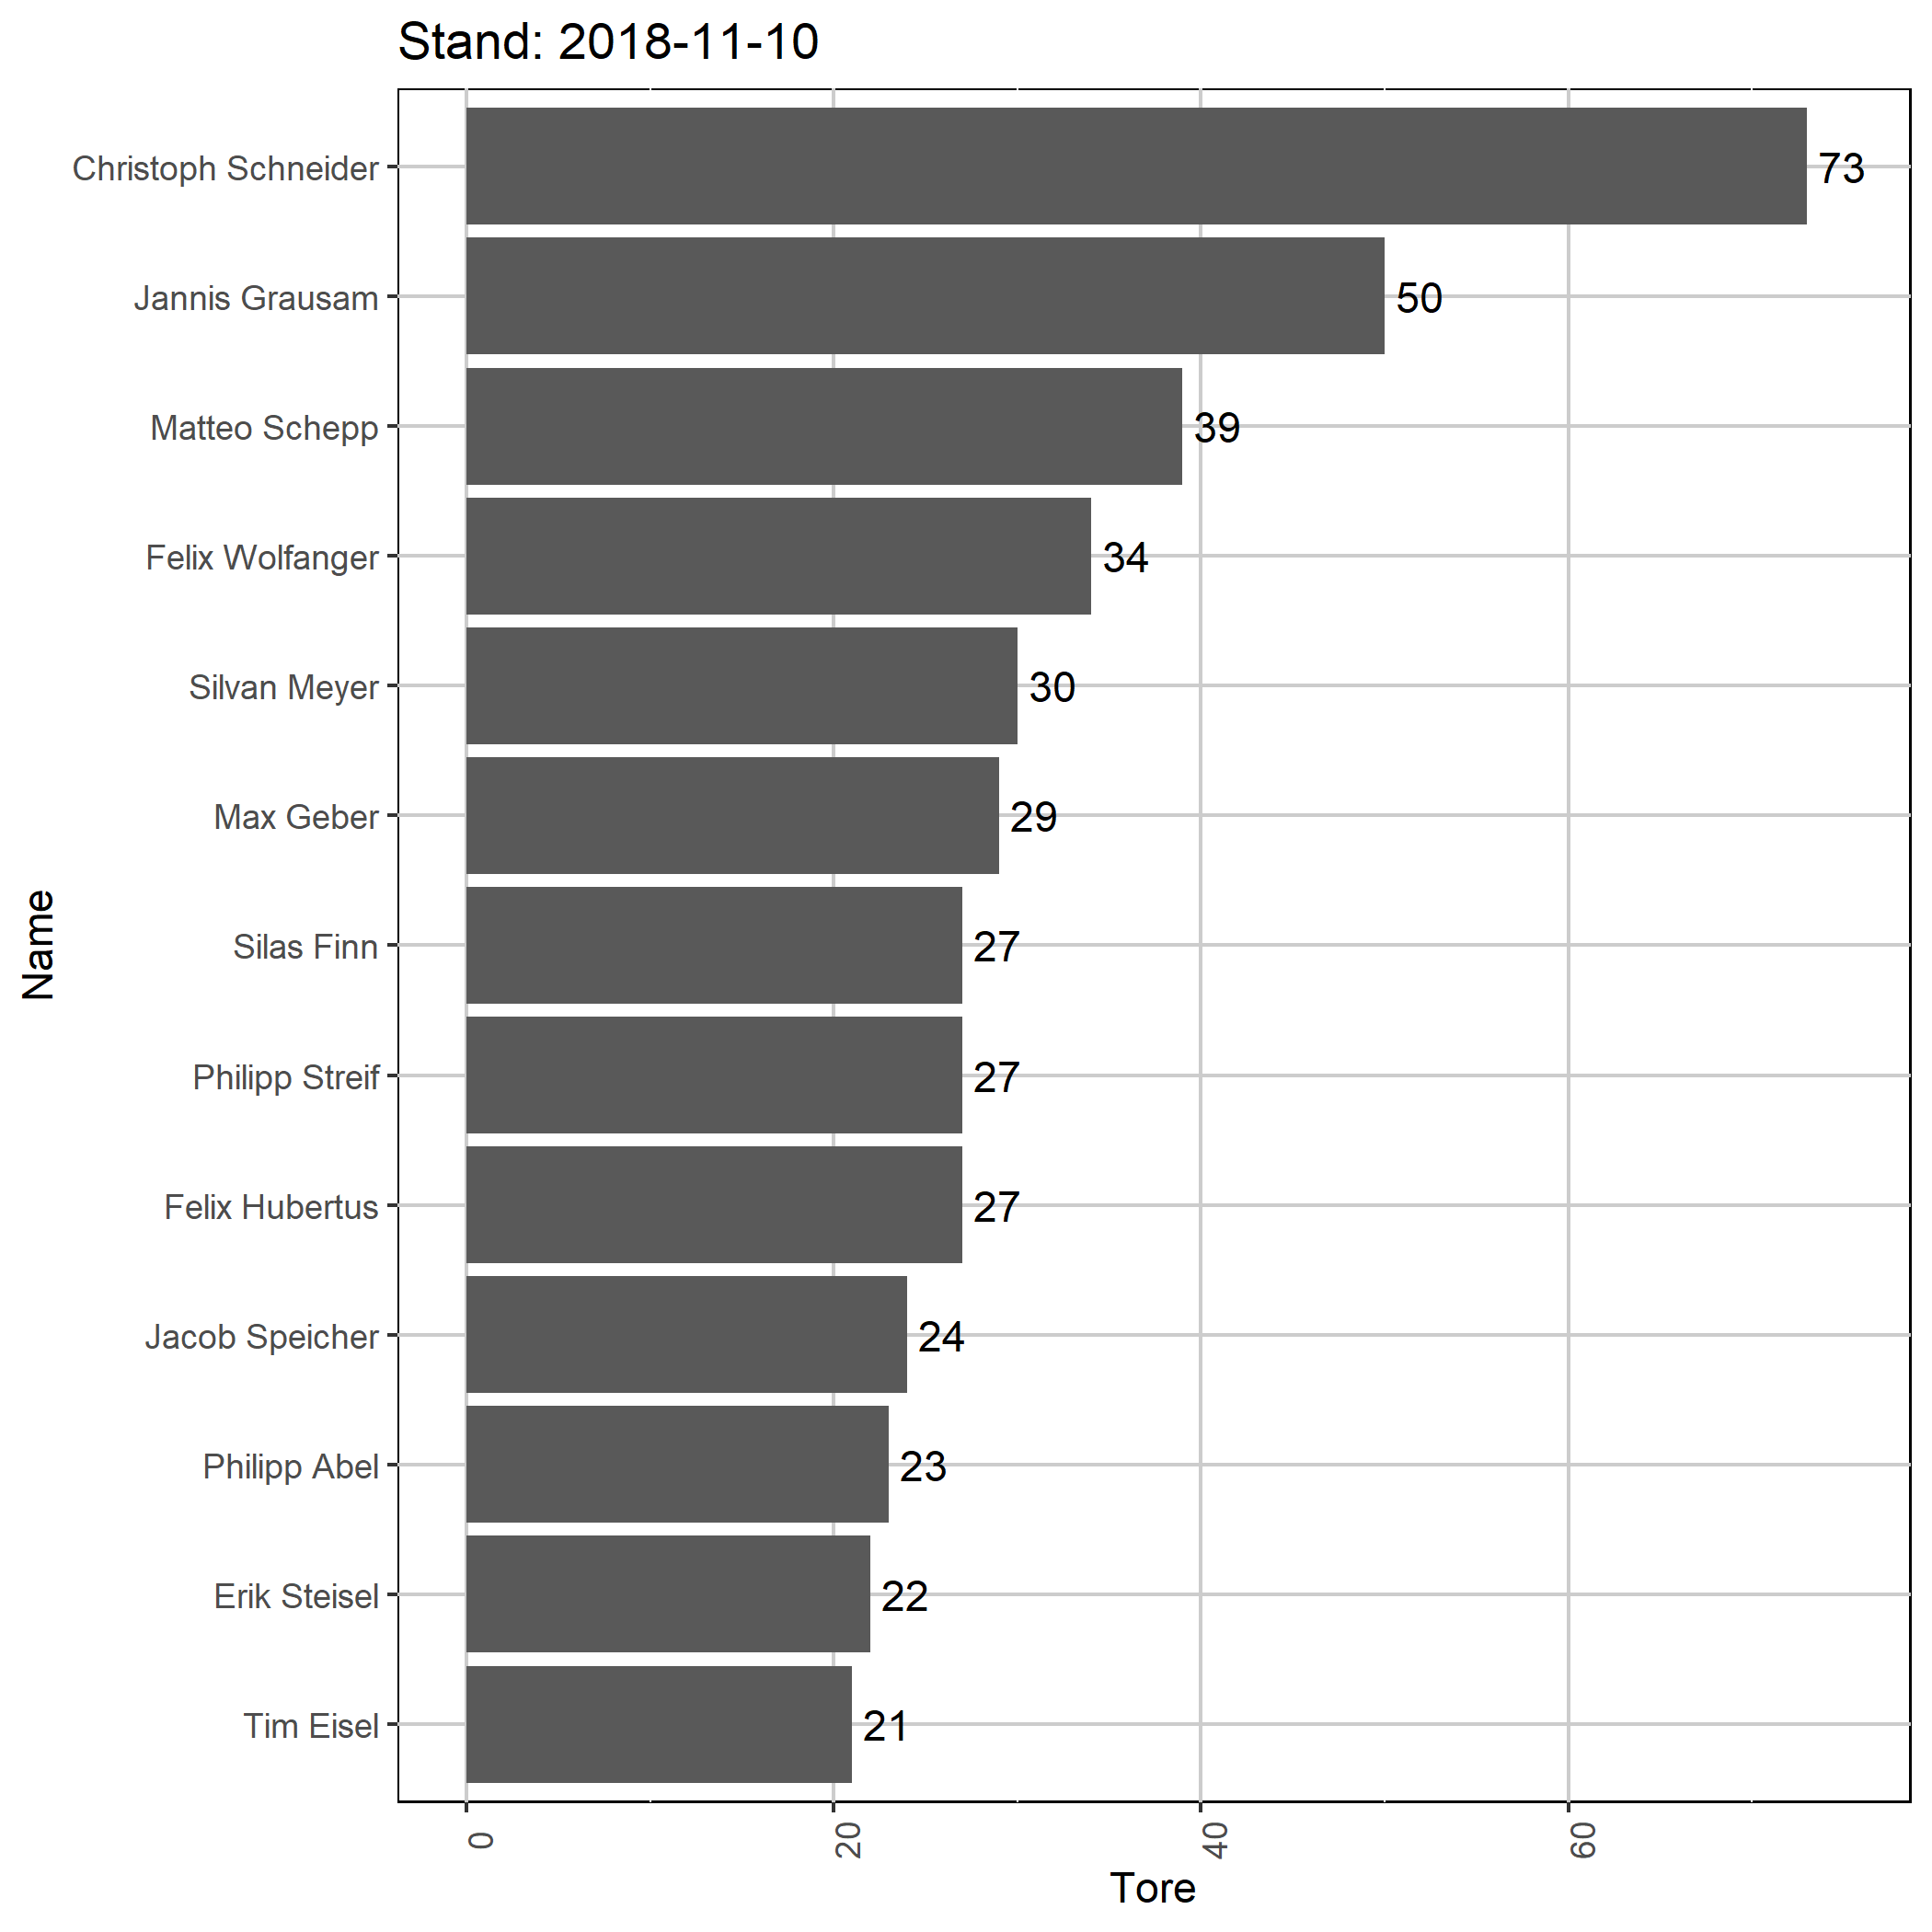 Stand: 2018-11-10
Christoph Schneider 73
Jannis Grausam 50
Matteo Schepp 39
Felix Wolfanger 34
Silvan Meyer 30
Max Geber 29
Silas Finn 27
Philipp Streif 27
Felix Hubertus 27
Jacob Speicher 24
Philipp Abel 23
Erik Steisel 22
Tim Eisel 21
Name
0 20 40 60
Tore